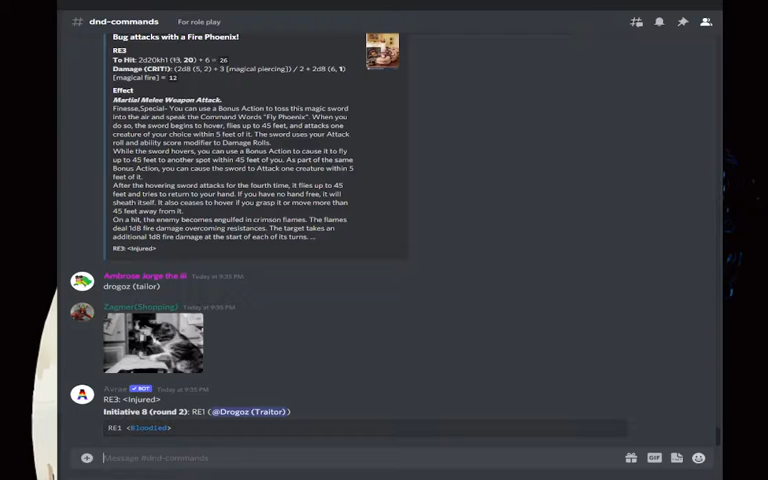 dnd-commands For role play
Bug attacks with a Fire Phoenix!
RE3
To Hit: 2d20kh1 (13, 20) + 6 = 26
Damage (CRIT!): (2d8 (5, 2) + 3 [magical piercing]) / 2 + 2d8 (6, 1)
[magical fire] = 12
Effect
Martial Melee Weapon Attack.
Finesse,Special- You can use a Bonus Action to toss this magic sword
into the air and speak the Command Words "Fly Phoenix". When you
do so, the sword begins to hover, flies up to 45 feet, and attacks one
creature of your choice within 5 feet of it. The sword uses your Attack
roll and ability score modifier to Damage Rolls.
While the sword hovers, you can use a Bonus Action to cause it to fly
up to 45 feet to another spot within 45 feet of you. As part of the same
Bonus Action, you can cause the sword to Attack one creature within 5
feet of it.
After the hovering sword attacks for the fourth time, it flies up to 45
feet and tries to return to your hand. If you have no hand free, it will
sheath itself. It also ceases to hover if you grasp it or move more than
45 feet away from it.
On a hit, the enemy becomes engulfed in crimson flames. The flames
deal 1d8 fire damage overcoming resistances. The target takes an
additional 1d8 fire damage at the start of each of its turns. ...
RE3: <Injured>
Ambrose Jorge the iii Today at 9:35 PM
drogoz (tailor)
Zagmer(Shopping) Today at 9:35 PM
Avrae BOT Today at 9:35 PM
RE3: <Injured>
Initiative 8 (round 2): RE1 (@Drogoz (Traitor))
RE1 <Bloodied>
Message #dnd-commands
GIF